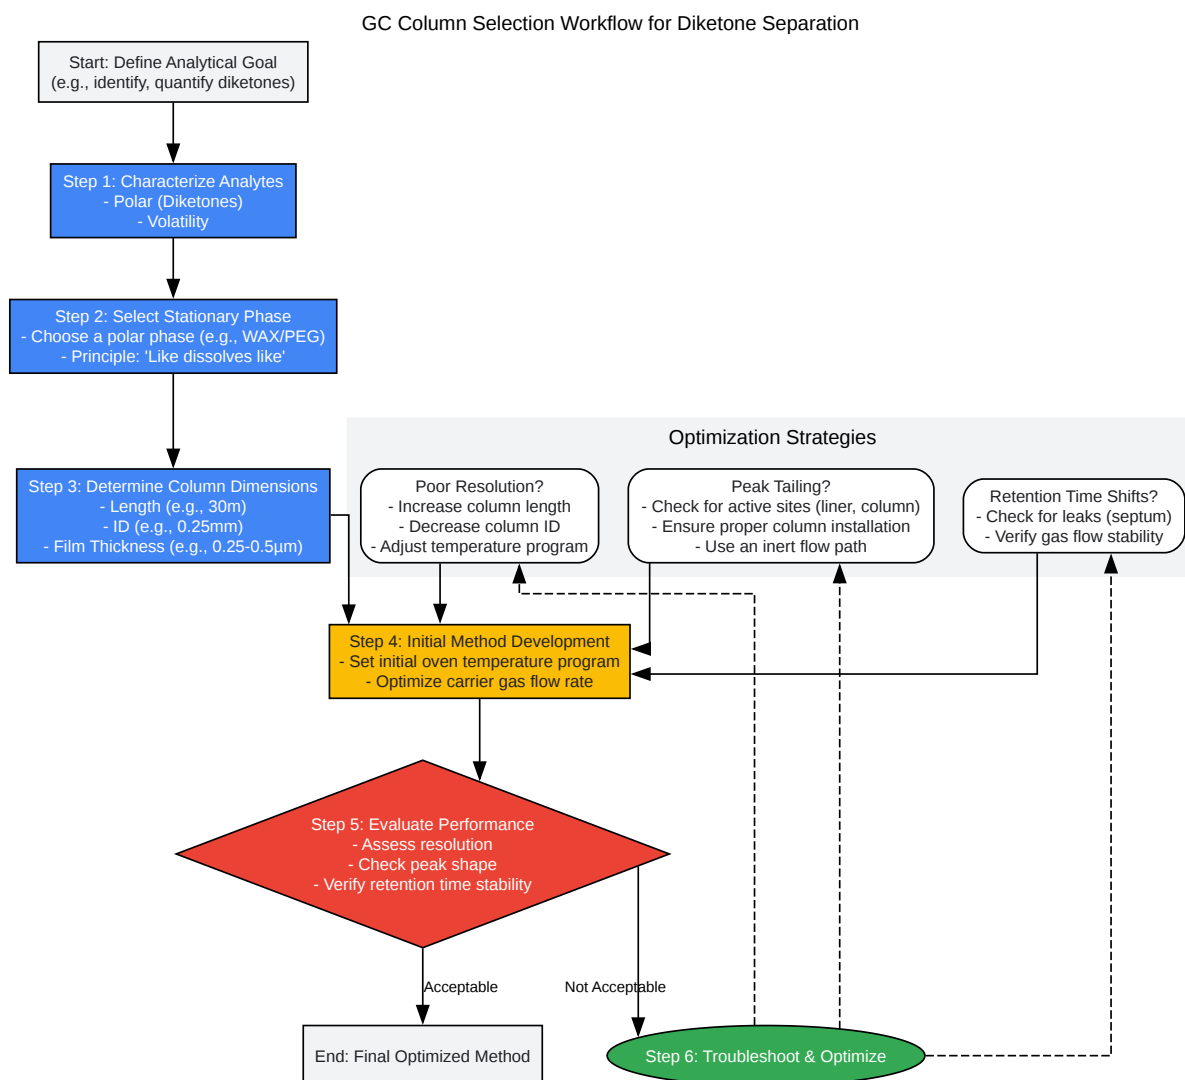 GC Column Selection Workflow for Diketone Separation
Start: Define Analytical Goal
(e.g., identify, quantify diketones)
Step 1: Characterize Analytes
- Polar (Diketones)
- Volatility
Step 2: Select Stationary Phase
- Choose a polar phase (e.g., WAX/PEG)
- Principle: 'Like dissolves like'
Step 3: Determine Column Dimensions
- Length (e.g., 30m)
- ID (e.g., 0.25mm)
- Film Thickness (e.g., 0.25-0.5µm)
Optimization Strategies
Poor Resolution?
- Increase column length
- Decrease column ID
- Adjust temperature program
Peak Tailing?
- Check for active sites (liner, column)
- Ensure proper column installation
- Use an inert flow path
Retention Time Shifts?
- Check for leaks (septum)
- Verify gas flow stability
Step 4: Initial Method Development
- Set initial oven temperature program
- Optimize carrier gas flow rate
Step 5: Evaluate Performance
- Assess resolution
- Check peak shape
- Verify retention time stability
Acceptable
Not Acceptable
End: Final Optimized Method
Step 6: Troubleshoot & Optimize